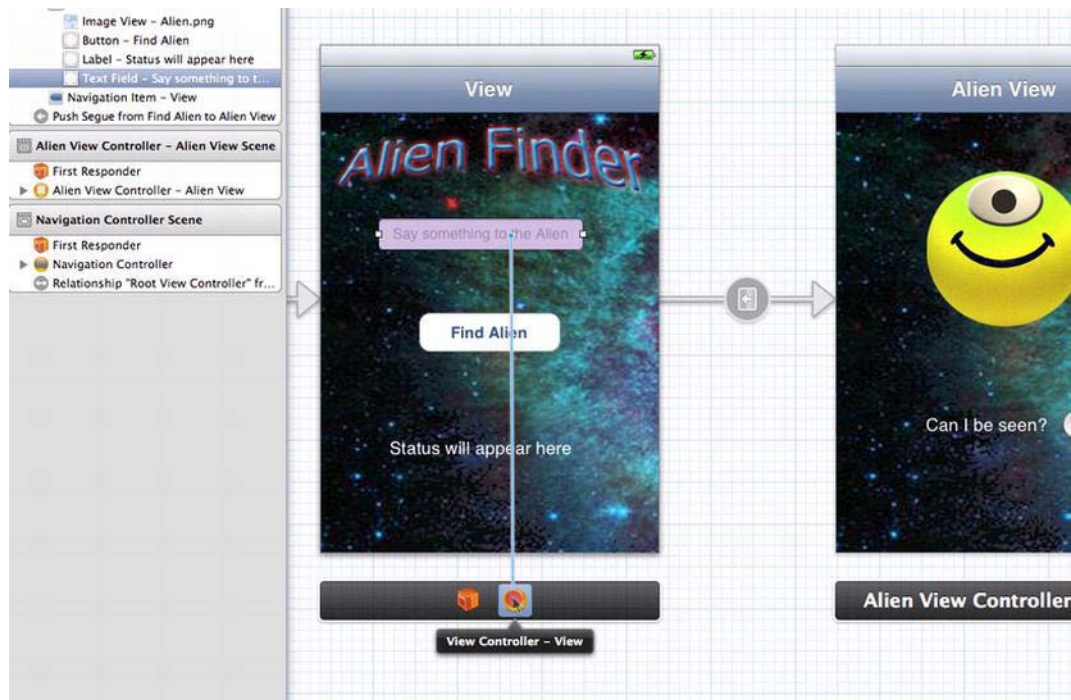 Image View – Alien.png
Button – Find Alien
Label – Status will appear here
Text Field – Say something to t...
Navigation Item – View
Push Segue from Find Alien to Alien View
Alien View Controller – Alien View Scene
First Responder
Alien View Controller – Alien View
Navigation Controller Scene
First Responder
Navigation Controller
Relationship "Root View Controller" fr...
View
Alien Finder
Say something to the Alien
Find Alien
Status will appear here
View Controller – View
Alien View
Can I be seen?
Alien View Controller